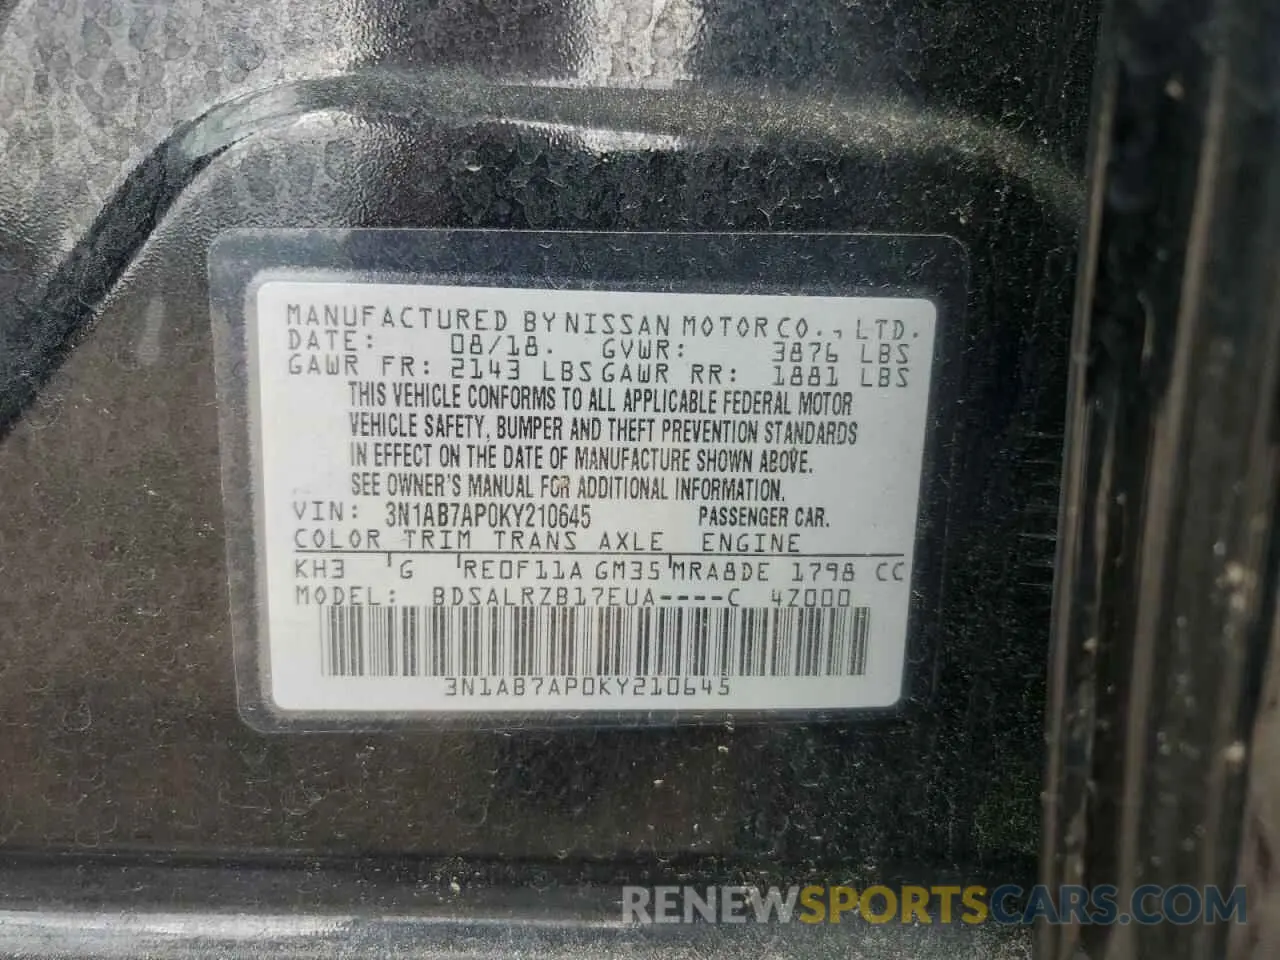 MANUFACTURED BY NISSAN MOTOR CO., LTD.
DATE: 08/18. GVWR: 3876 LBS
GAWR FR: 2143 LBS GAWR RR: 1881 LBS
THIS VEHICLE CONFORMS TO ALL APPLICABLE FEDERAL MOTOR
VEHICLE SAFETY, BUMPER AND THEFT PREVENTION STANDARDS
IN EFFECT ON THE DATE OF MANUFACTURE SHOWN ABOVE.
SEE OWNER'S MANUAL FOR ADDITIONAL INFORMATION.
VIN: 3N1AB7AP0KY210645 PASSENGER CAR.
COLOR TRIM TRANS AXLE ENGINE
KH3 G RE0F11A GM35 MRA8DE 1798 CC
MODEL: BDSALRZB17EUA----C 4Z000
3N1AB7AP0KY210645
RENEWSPORTSCARS.COM